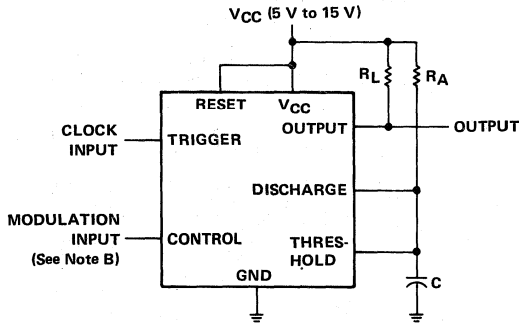 VCC (5 V to 15 V)
RL
RA
RESET
VCC
CLOCK
INPUT
TRIGGER
OUTPUT
OUTPUT
DISCHARGE
MODULATION
INPUT
(See Note B)
CONTROL
THRES-
HOLD
GND
C